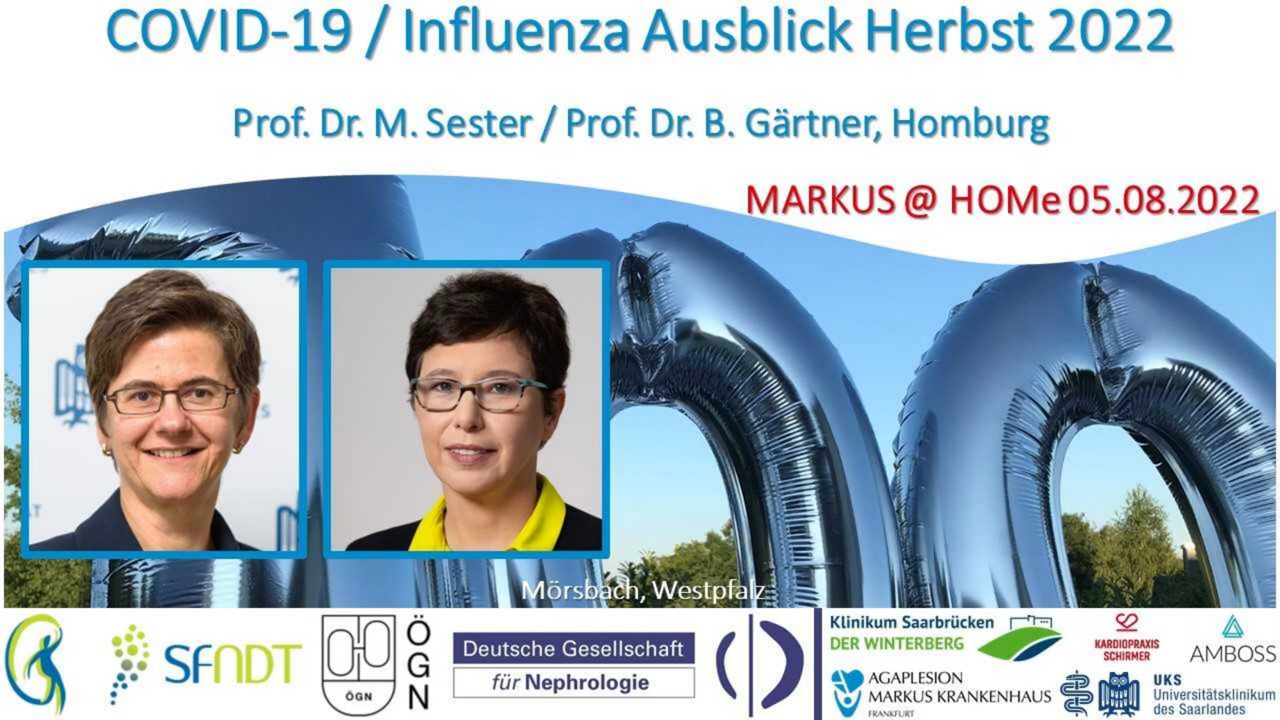 COVID-19 / Influenza Ausblick Herbst 2022
Prof. Dr. M. Sester / Prof. Dr. B. Gärtner, Homburg
MARKUS @ HOMe 05.08.2022
Mörsbach, Westpfalz
SFNDT
ÖGN
ÖGN
Deutsche Gesellschaft
für Nephrologie
Klinikum Saarbrücken
DER WINTERBERG
KARDIOPRAXIS
SCHIRMER
AMBOSS
AGAPLESION
MARKUS KRANKENHAUS
FRANKFURT
UKS
Universitätsklinikum
des Saarlandes